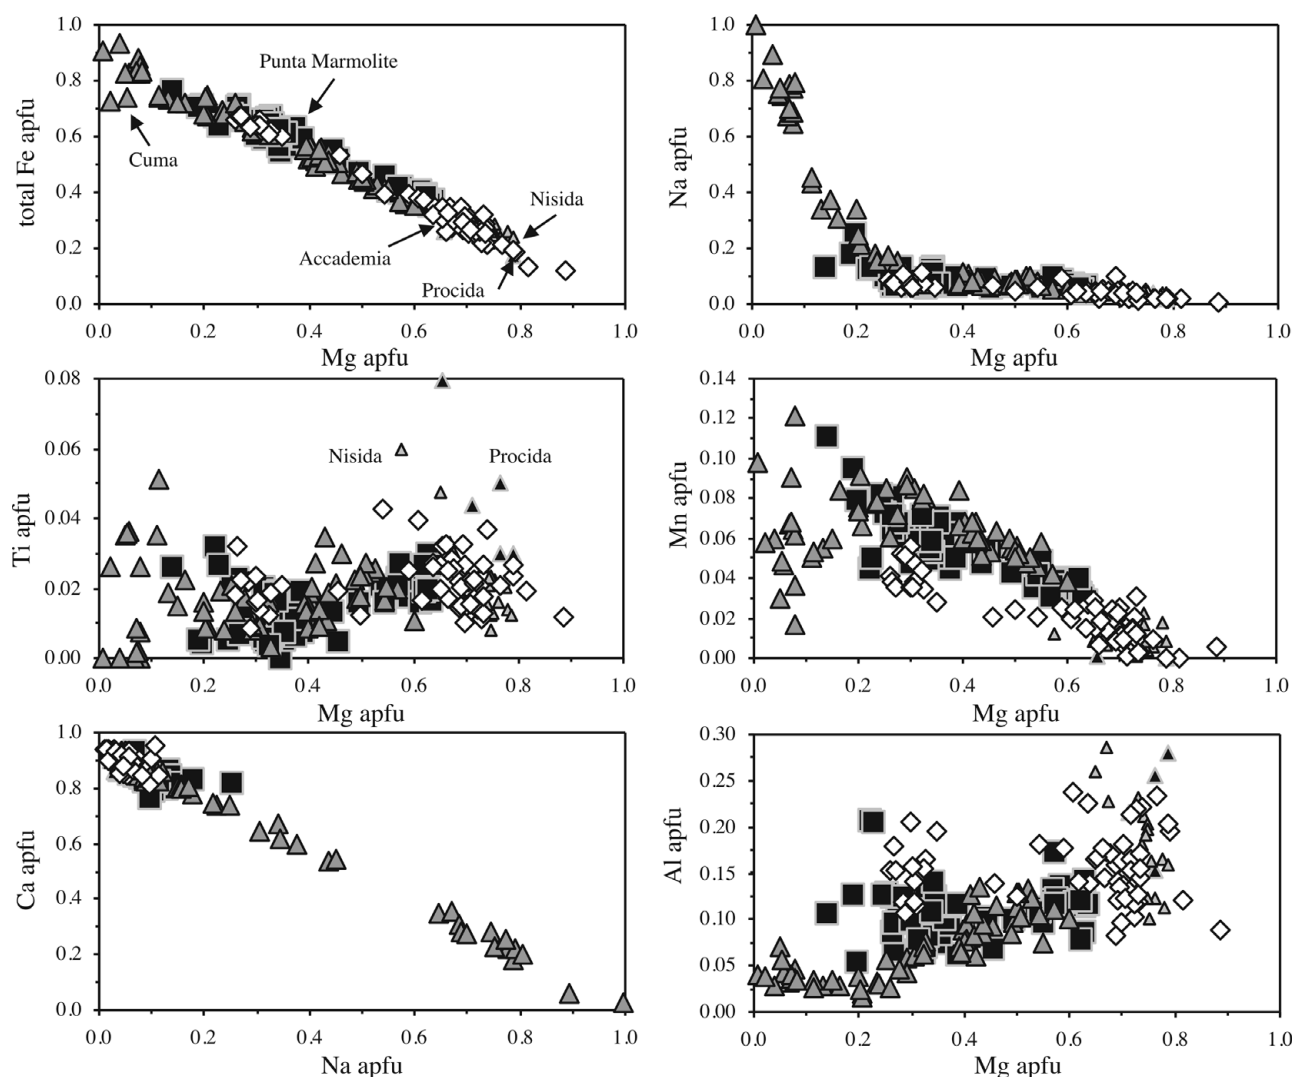 1.0
0.8
0.6
0.4
0.2
0.0
total Fe apfu
Punta Marmolite
Cuma
Nisida
Accademia
Procida
0.0 0.2 0.4 0.6 0.8 1.0
Mg apfu
1.0
0.8
0.6
0.4
0.2
0.0
Na apfu
0.0 0.2 0.4 0.6 0.8 1.0
Mg apfu
0.08
0.06
0.04
0.02
0.00
Ti apfu
Nisida
Procida
0.0 0.2 0.4 0.6 0.8 1.0
Mg apfu
0.14
0.12
0.10
0.08
0.06
0.04
0.02
0.00
Mn apfu
0.0 0.2 0.4 0.6 0.8 1.0
Mg apfu
1.0
0.8
0.6
0.4
0.2
0.0
Ca apfu
0.0 0.2 0.4 0.6 0.8 1.0
Na apfu
0.30
0.25
0.20
0.15
0.10
0.05
0.00
Al apfu
0.0 0.2 0.4 0.6 0.8 1.0
Mg apfu